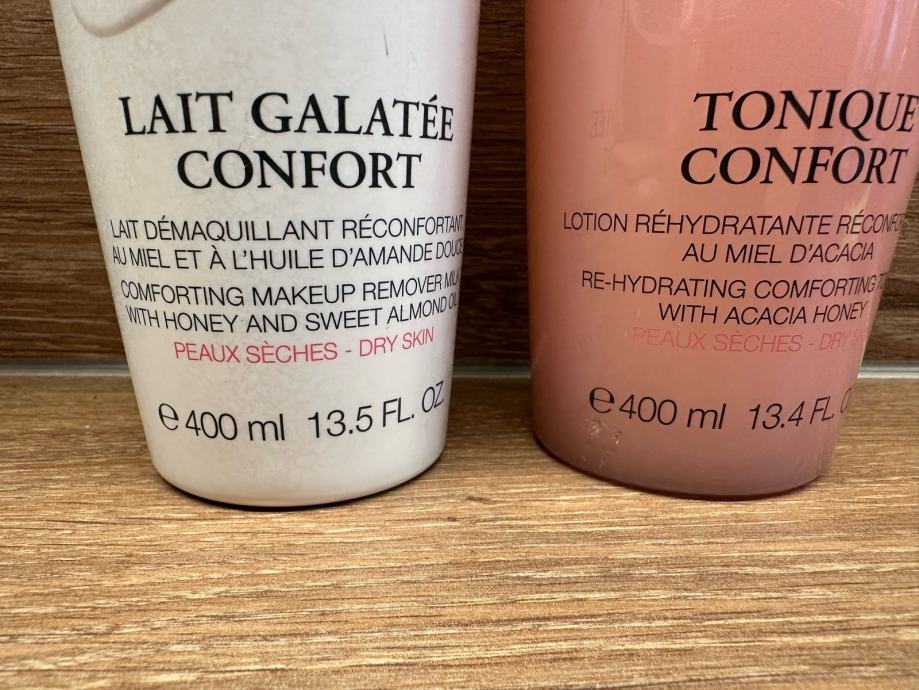 LAIT GALATÉE
CONFORT
LAIT DÉMAQUILLANT RÉCONFORTANT
AU MIEL ET À L'HUILE D'AMANDE DOUCE
COMFORTING MAKEUP REMOVER MILK
WITH HONEY AND SWEET ALMOND OIL
PEAUX SÈCHES - DRY SKIN
℮ 400 ml 13.5 FL. OZ
TONIQUE
CONFORT
LOTION RÉHYDRATANTE
AU MIEL D'ACACIA
RE-HYDRATING COMFORTING
WITH ACACIA HONEY
PEAUX SÈCHES - DRY
℮ 400 ml 13.4 FL.